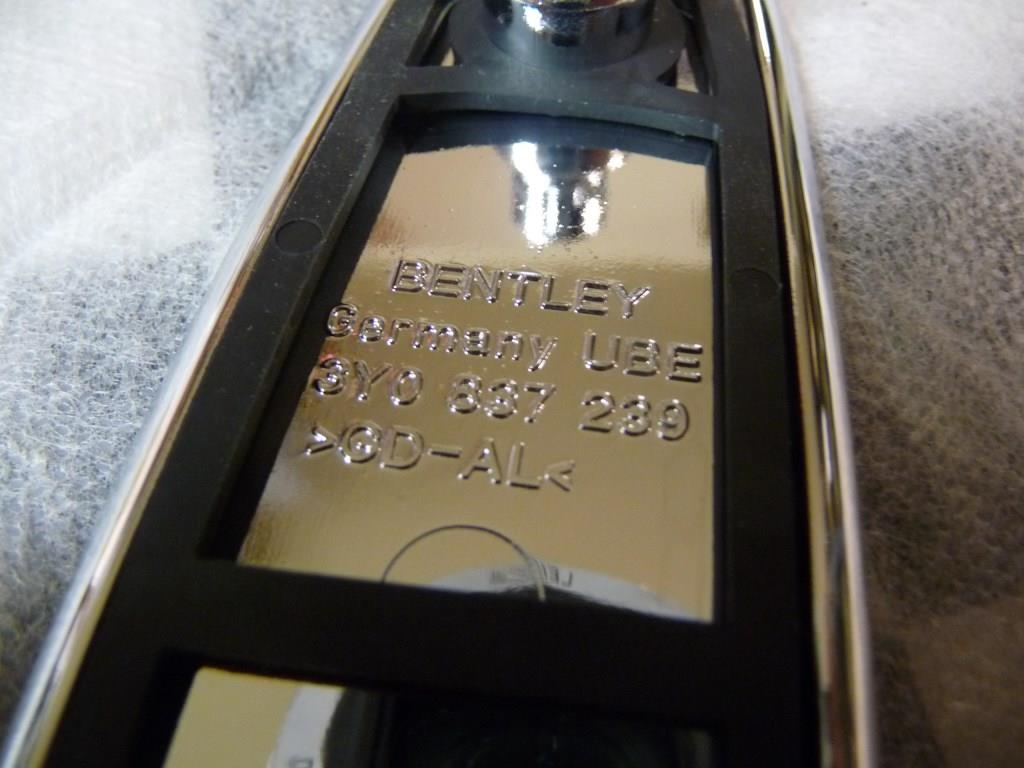 BENTLEY
Germany UBE
3Y0 837 239
>GD-AL<